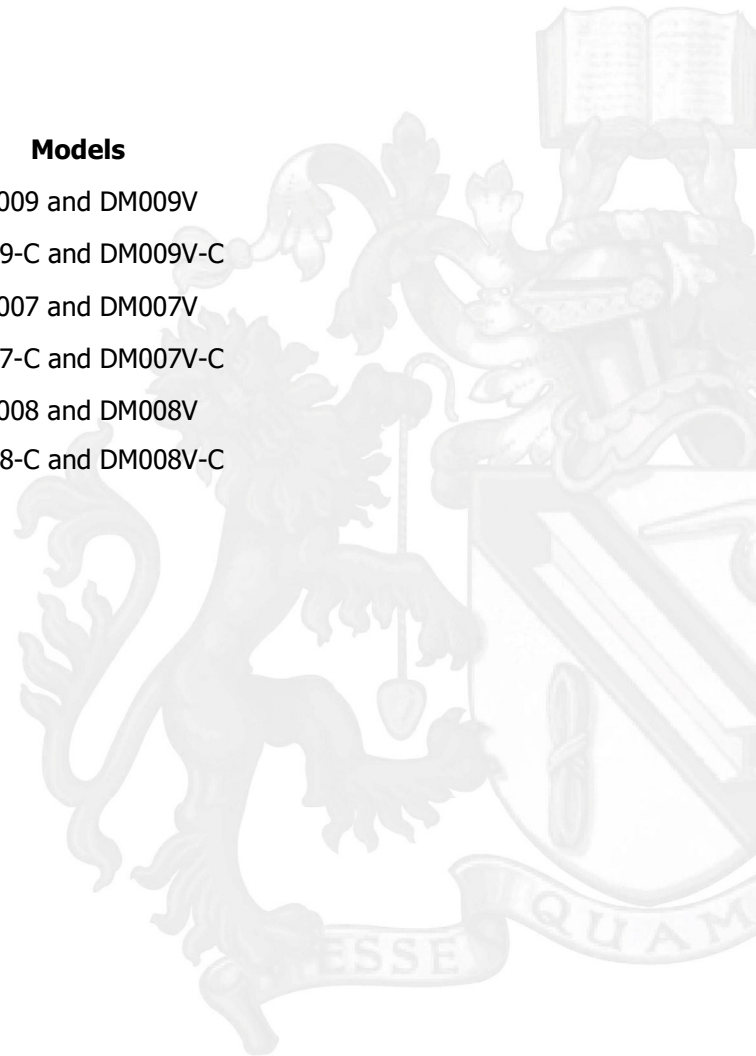 Models
009 and DM009V
9-C and DM009V-C
007 and DM007V
7-C and DM007V-C
008 and DM008V
8-C and DM008V-C
ESSE QUAM